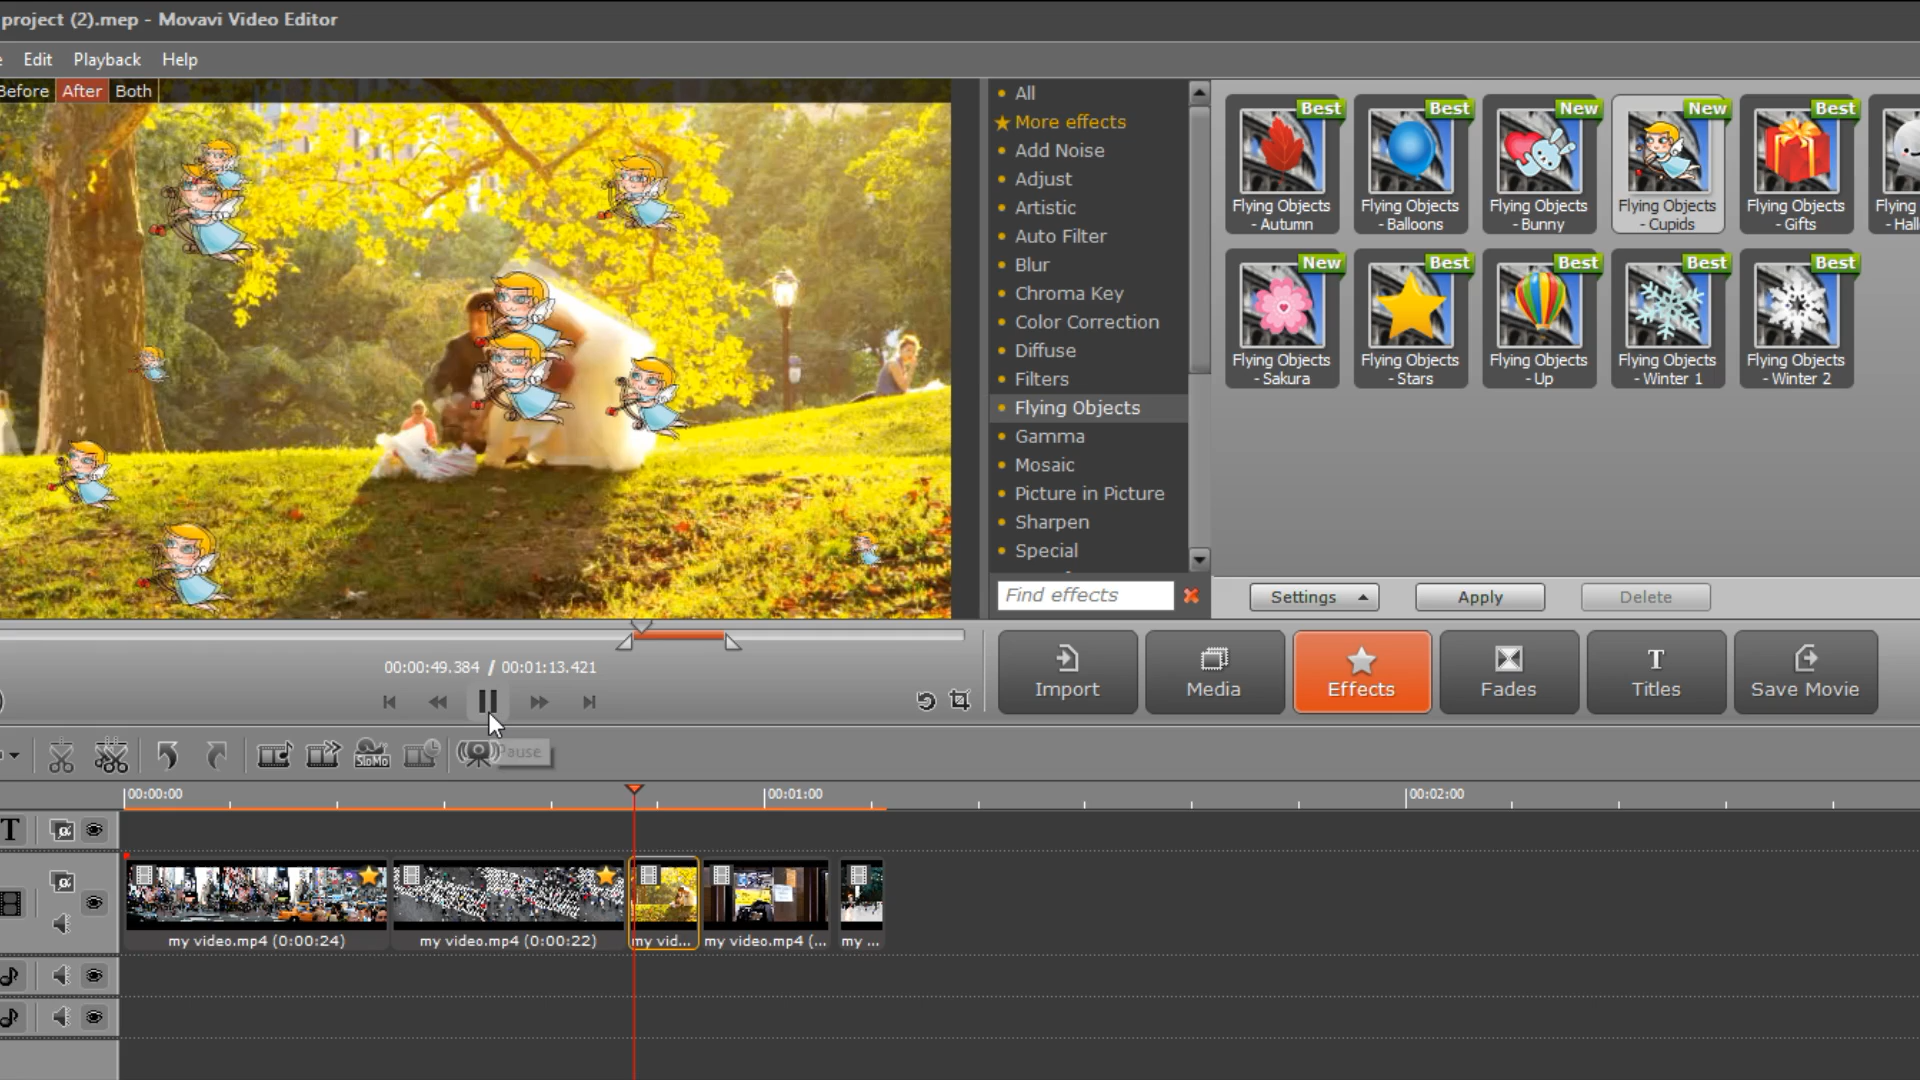 project (2).mep - Movavi Video Editor
Edit Playback Help
Before After Both
All
More effects
Add Noise
Adjust
Artistic
Auto Filter
Blur
Chroma Key
Color Correction
Diffuse
Filters
Flying Objects
Gamma
Mosaic
Picture in Picture
Sharpen
Special
Find effects
Best
Flying Objects
- Autumn
Best
Flying Objects
- Balloons
New
Flying Objects
- Bunny
New
Flying Objects
- Cupids
Best
Flying Objects
- Gifts
Flying
New
Flying Objects
- Sakura
Best
Flying Objects
- Stars
Best
Flying Objects
- Up
Best
Flying Objects
- Winter 1
Best
Flying Objects
- Winter 2
Settings Apply Delete
00:00:49.384 / 00:01:13.421
Import Media Effects Fades Titles Save Movie
SloMo
Pause
00:00:00 00:01:00 00:02:00
T
my video.mp4 (0:00:24) my video.mp4 (0:00:22) my vid... my video.mp4 (... my ...